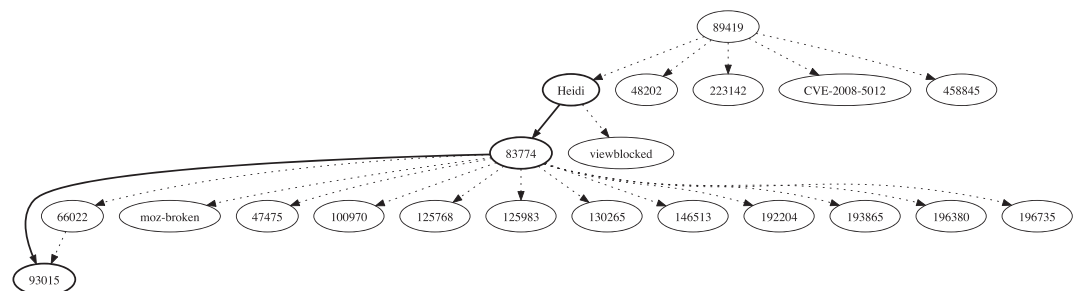 89419
Heidi 48202 223142 CVE-2008-5012 458845
83774 viewblocked
66022 moz-broken 47475 100970 125768 125983 130265 146513 192204 193865 196380 196735
93015